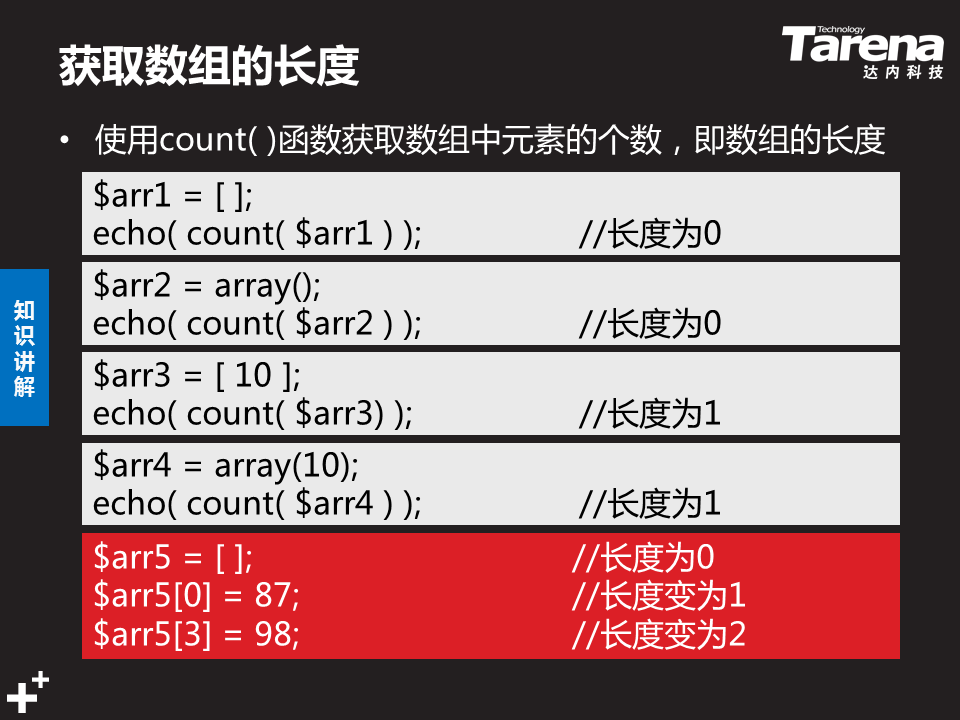 获取数组的长度
Technology
Tarena
达内科技
• 使用count( )函数获取数组中元素的个数，即数组的长度
$arr1 = [ ];
echo( count( $arr1 ) ); //长度为0
$arr2 = array();
echo( count( $arr2 ) ); //长度为0
$arr3 = [ 10 ];
echo( count( $arr3) ); //长度为1
$arr4 = array(10);
echo( count( $arr4 ) ); //长度为1
$arr5 = [ ]; //长度为0
$arr5[0] = 87; //长度变为1
$arr5[3] = 98; //长度变为2
知识讲解